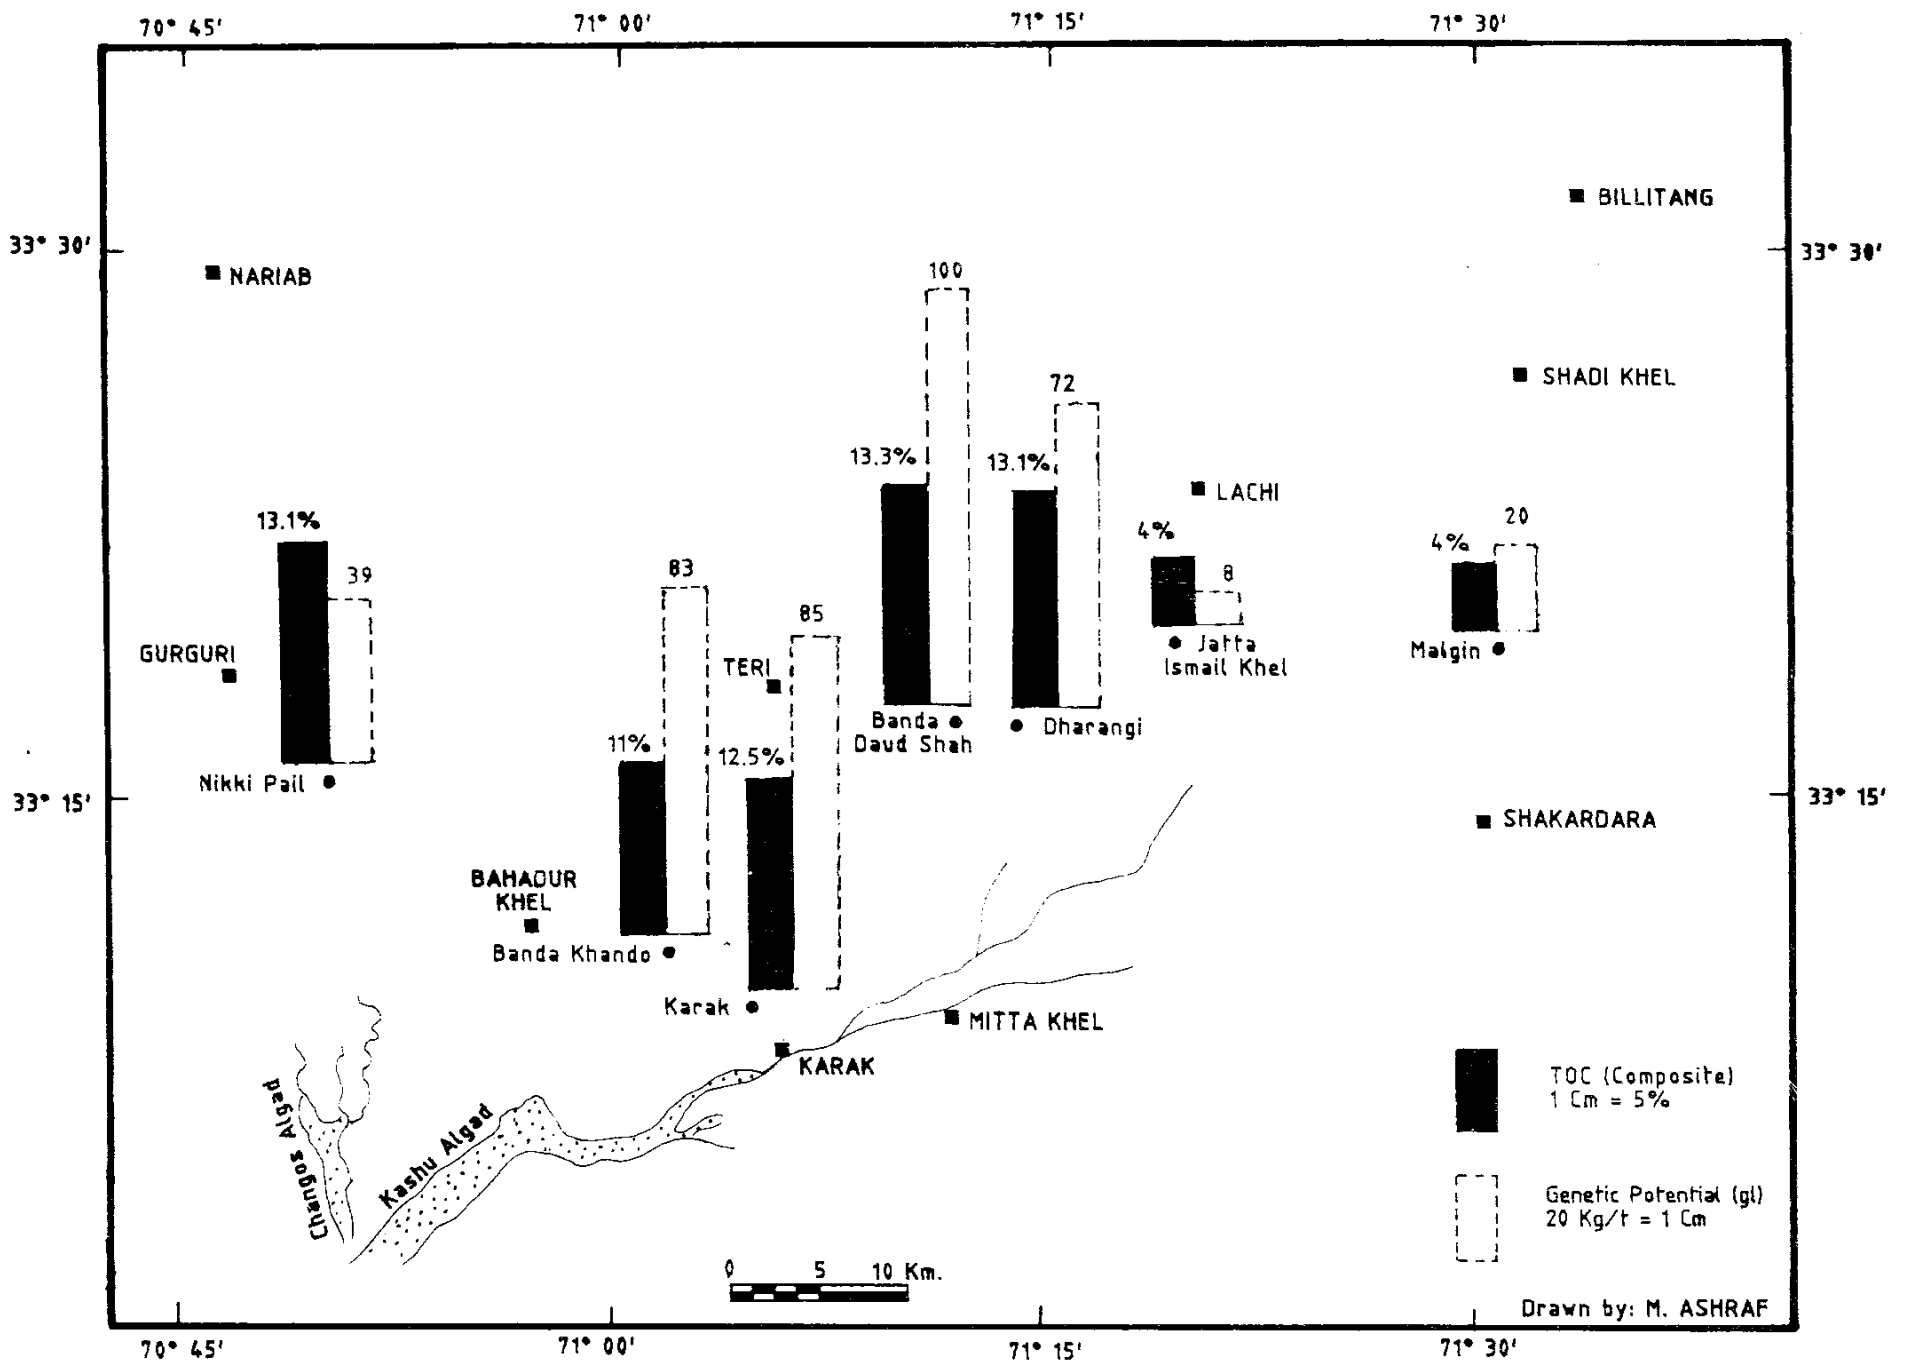 70° 45'
71° 00'
71° 15'
71° 30'
BILLITANG
33° 30'
33° 30'
NARIAB
100
SHADI KHEL
72
13.3%
13.1%
LACHI
13.1%
4%
20
4%
39
83
8
85
GURGURI
TERI
Jatta
Ismail Khel
Malgin
Banda
Daud Shah
Dharangi
11%
12.5%
Nikki Pail
33° 15'
33° 15'
SHAKARDARA
BAHADUR
KHEL
Banda Khando
Karak
MITTA KHEL
KARAK
Changos Algad
Kashu Algad
TOC (Composite)
1 Cm = 5%
Genetic Potential (gl)
20 Kg/t = 1 Cm
0 5 10 Km.
Drawn by: M. ASHRAF
70° 45'
71° 00'
71° 15'
71° 30'